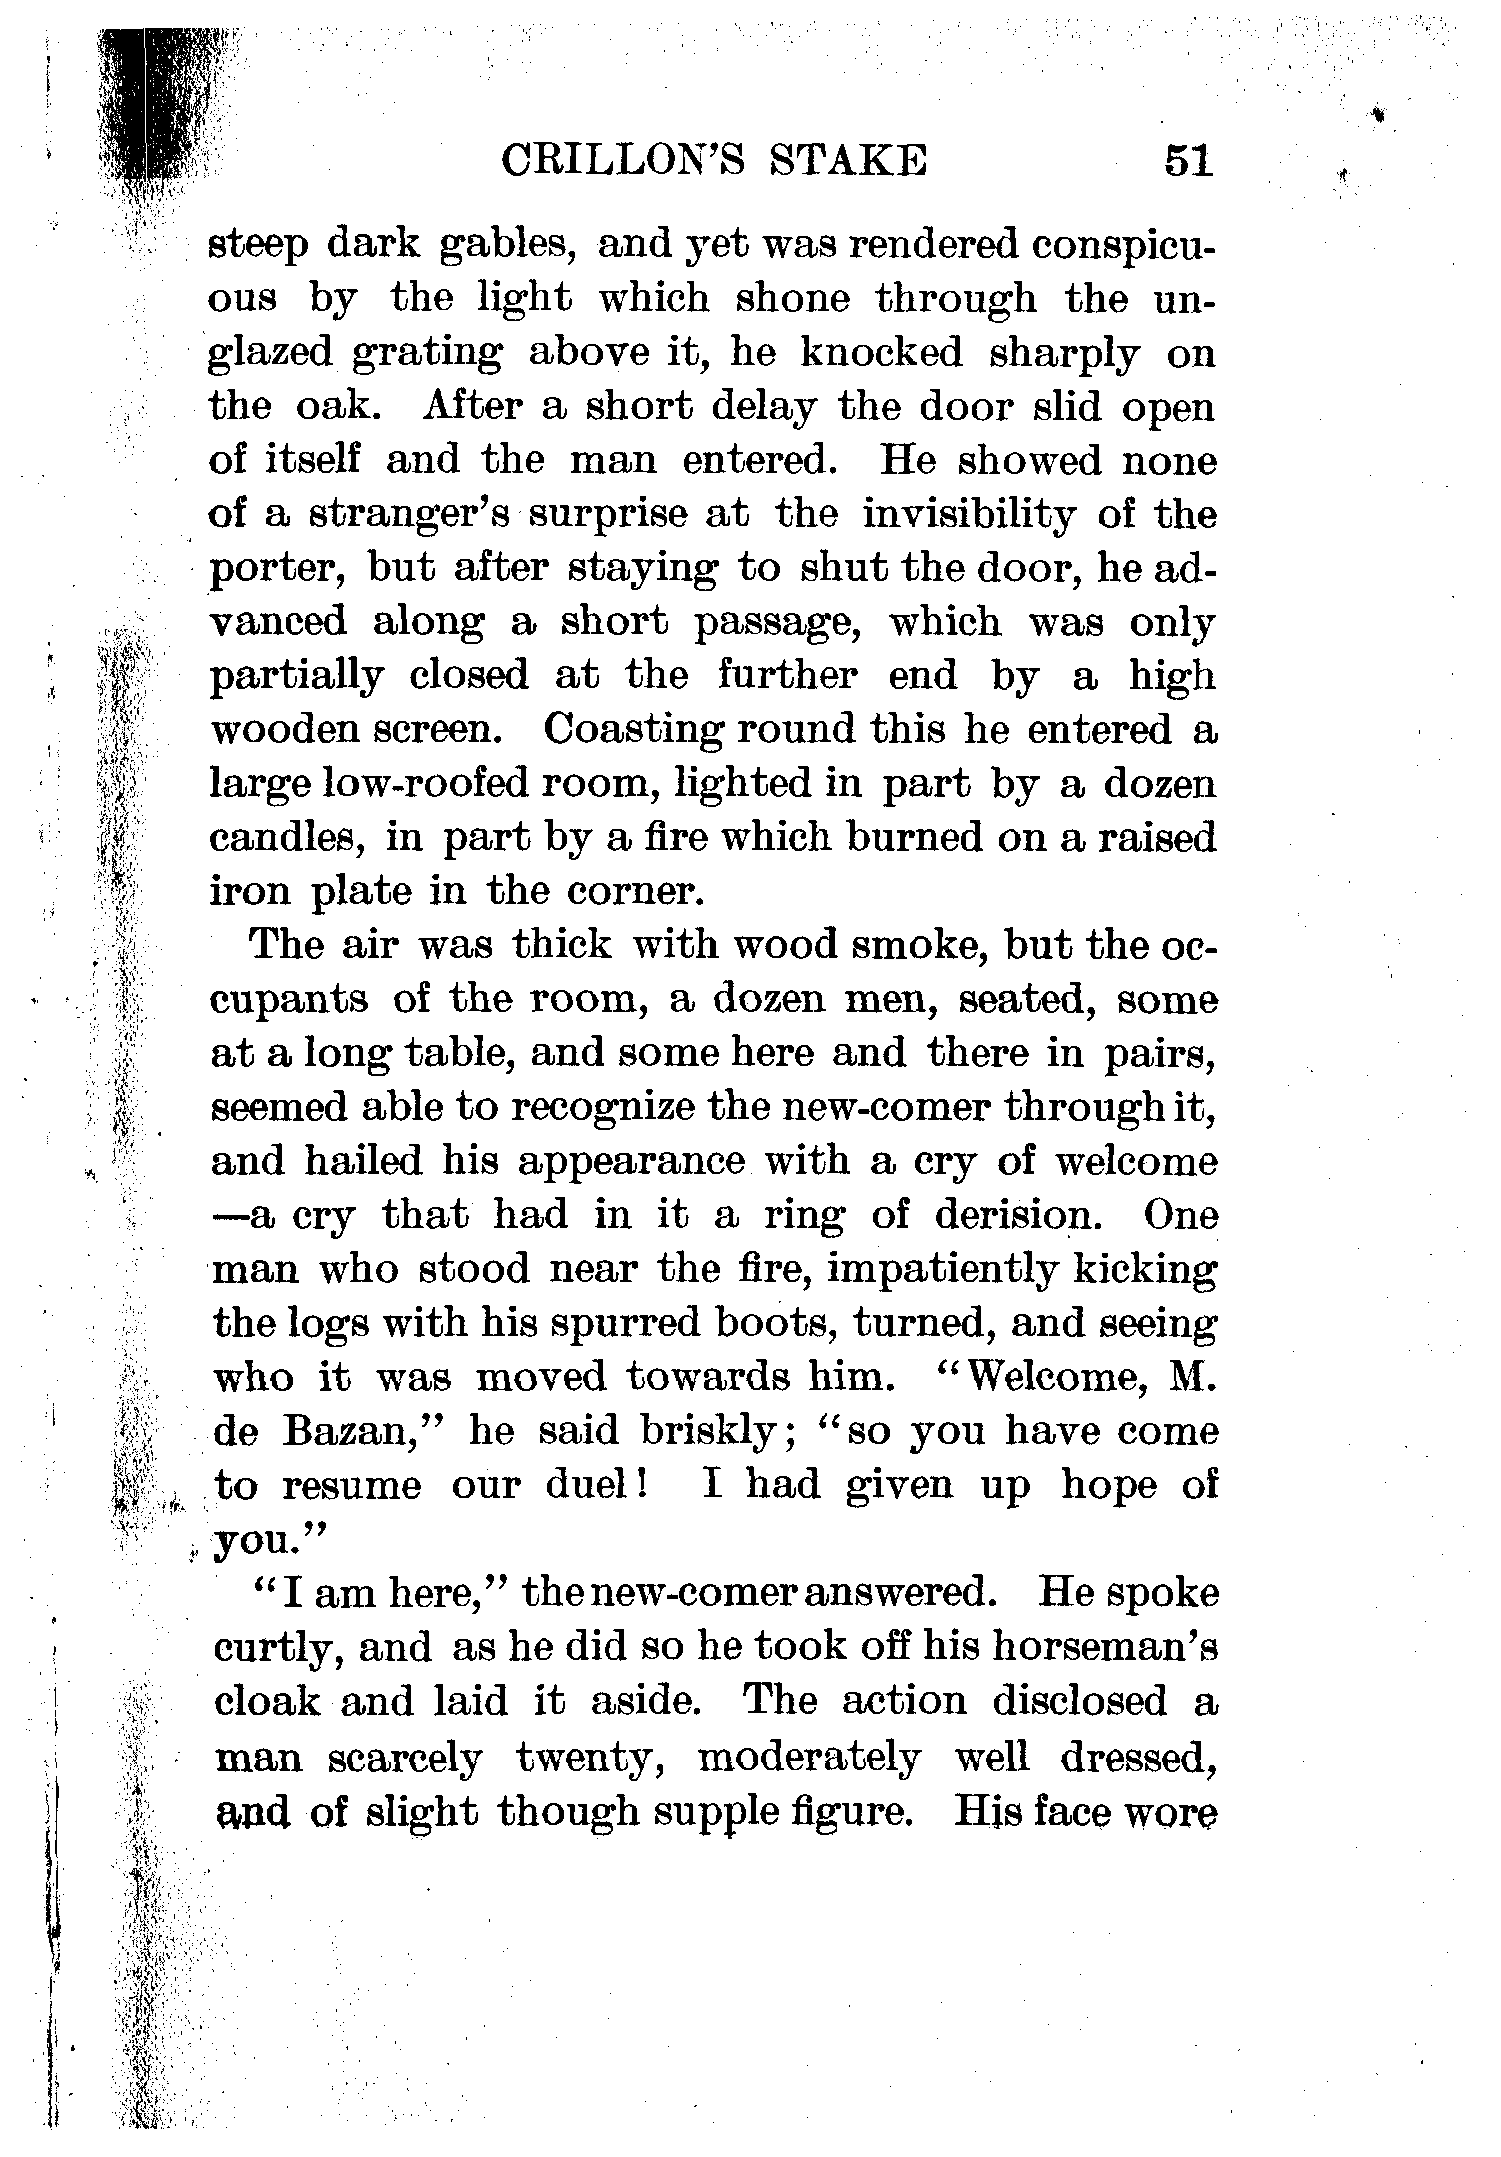 CRILLON'S STAKE 51
steep dark gables, and yet was rendered conspicu-
ous by the light which shone through the un-
glazed grating above it, he knocked sharply on
the oak. After a short delay the door slid open
of itself and the man entered. He showed none
of a stranger's surprise at the invisibility of the
porter, but after staying to shut the door, he ad-
vanced along a short passage, which was only
partially closed at the further end by a high
wooden screen. Coasting round this he entered a
large low-roofed room, lighted in part by a dozen
candles, in part by a fire which burned on a raised
iron plate in the corner.
The air was thick with wood smoke, but the oc-
cupants of the room, a dozen men, seated, some
at a long table, and some here and there in pairs,
seemed able to recognize the new-comer through it,
and hailed his appearance with a cry of welcome
—a cry that had in it a ring of derision. One
man who stood near the fire, impatiently kicking
the logs with his spurred boots, turned, and seeing
who it was moved towards him. "Welcome, M.
de Bazan," he said briskly; "so you have come
to resume our duel! I had given up hope of
you."
"I am here," the new-comer answered. He spoke
curtly, and as he did so he took off his horseman's
cloak and laid it aside. The action disclosed a
man scarcely twenty, moderately well dressed,
and of slight though supple figure. His face wore